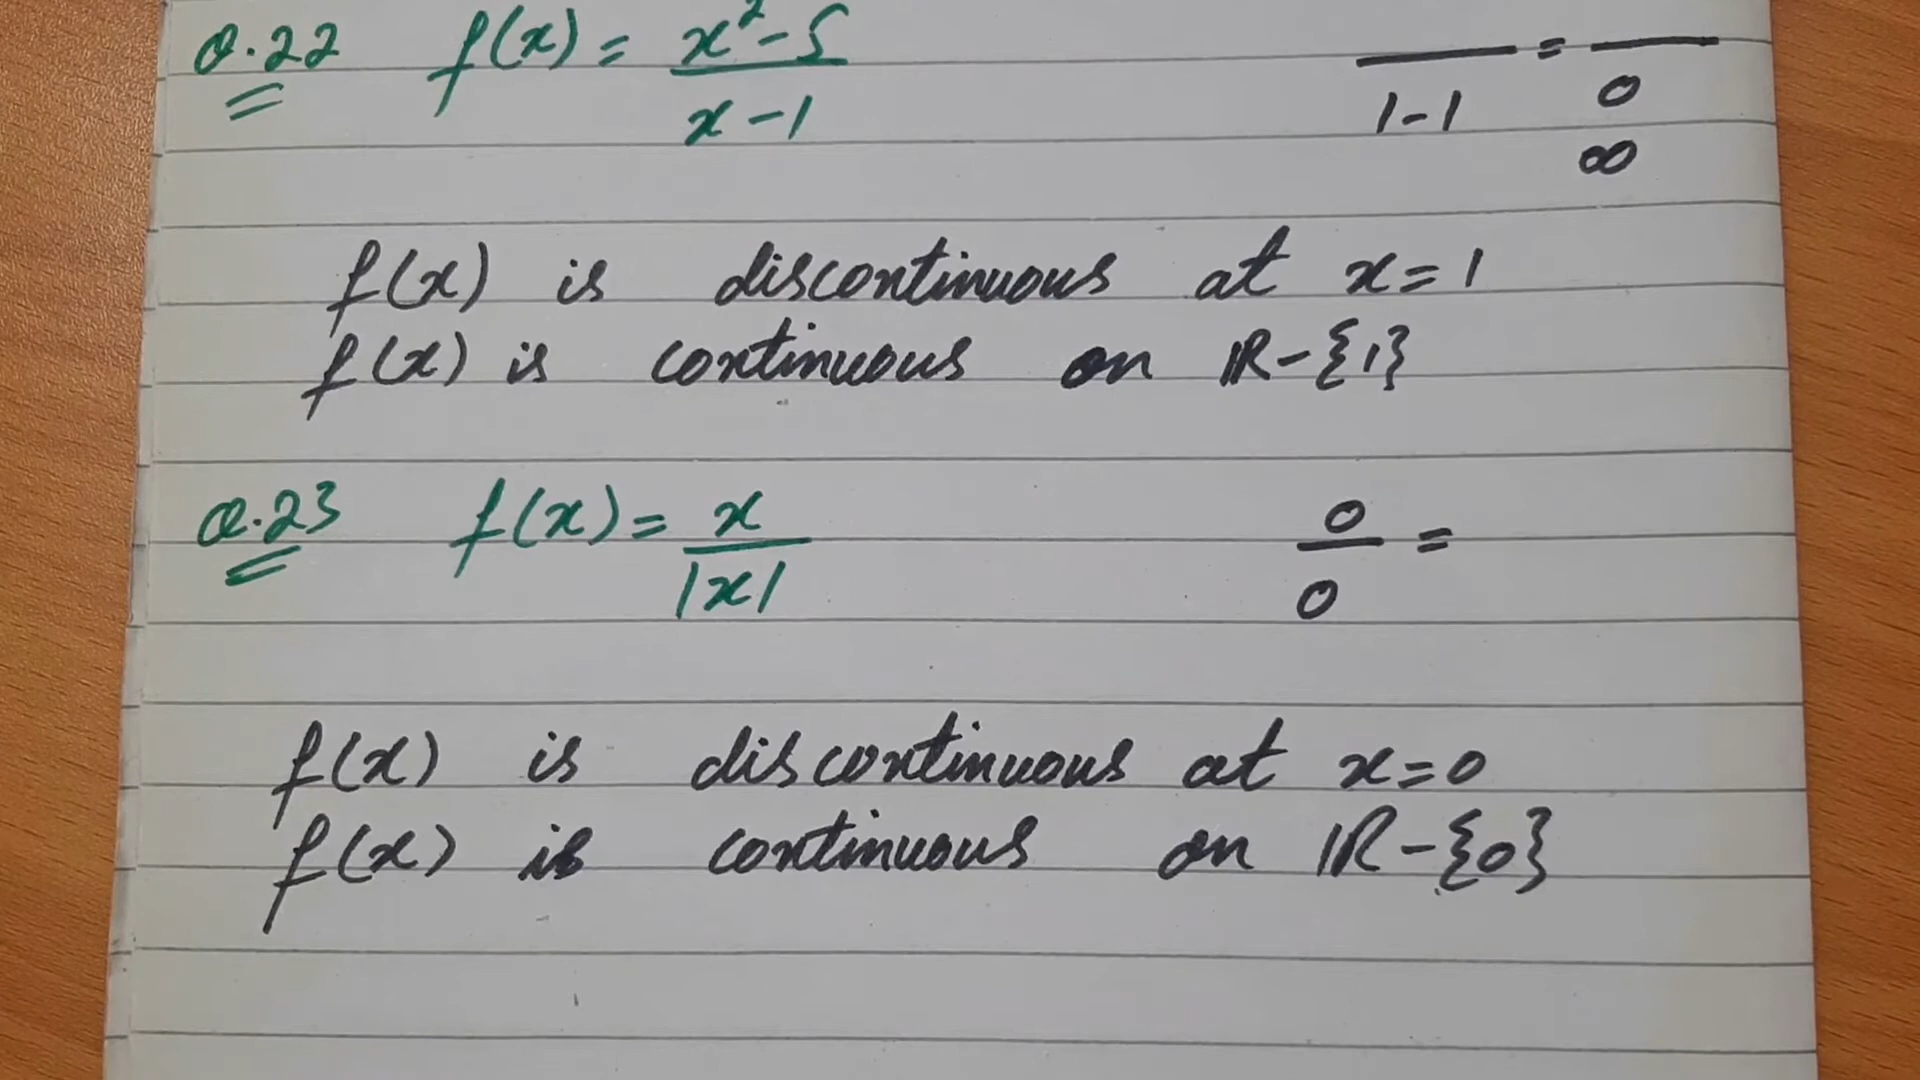 Q.22 f(x) = x²-5 / x-1
— = —
1-1 0
∞
f(x) is discontinuous at x=1
f(x) is continuous on ℝ-{1}
Q.23 f(x) = x / |x|
0/0 =
f(x) is discontinuous at x=0
f(x) is continuous on ℝ-{0}